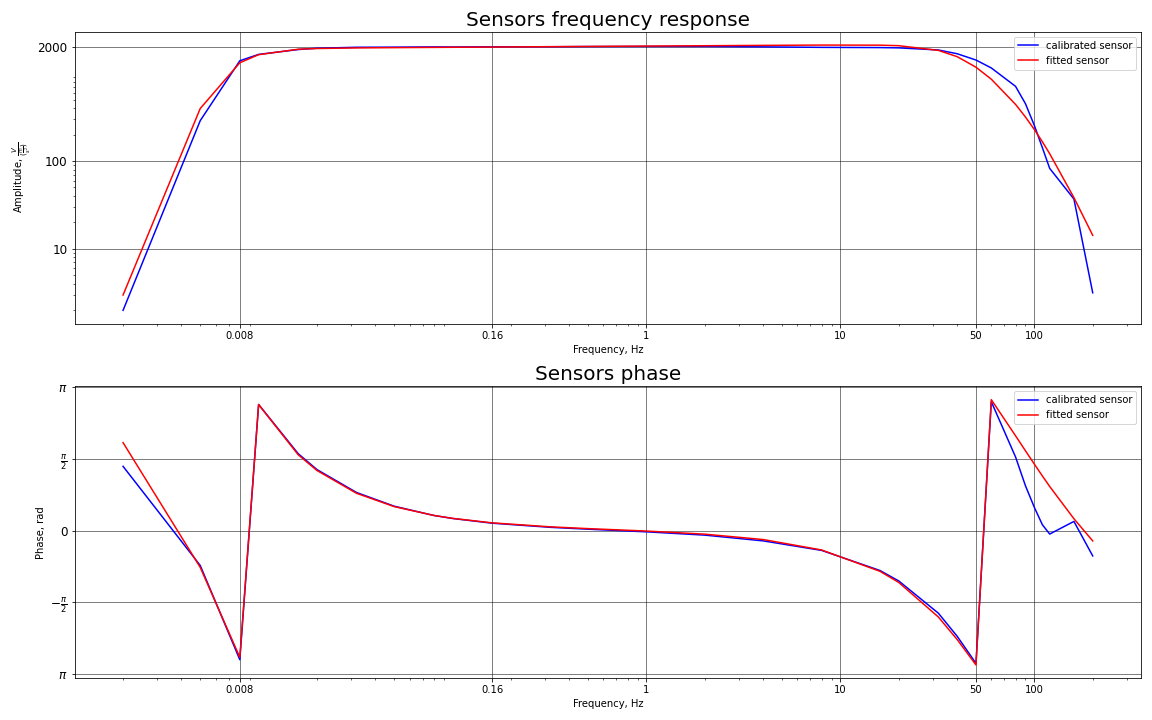 Sensors frequency response
calibrated sensor
fitted sensor
2000
100
10
Amplitude,
0.008
0.16
1
10
50
100
Frequency, Hz
Sensors phase
calibrated sensor
fitted sensor
π
π/2
0
−π/2
π
Phase, rad
0.008
0.16
1
10
50
100
Frequency, Hz